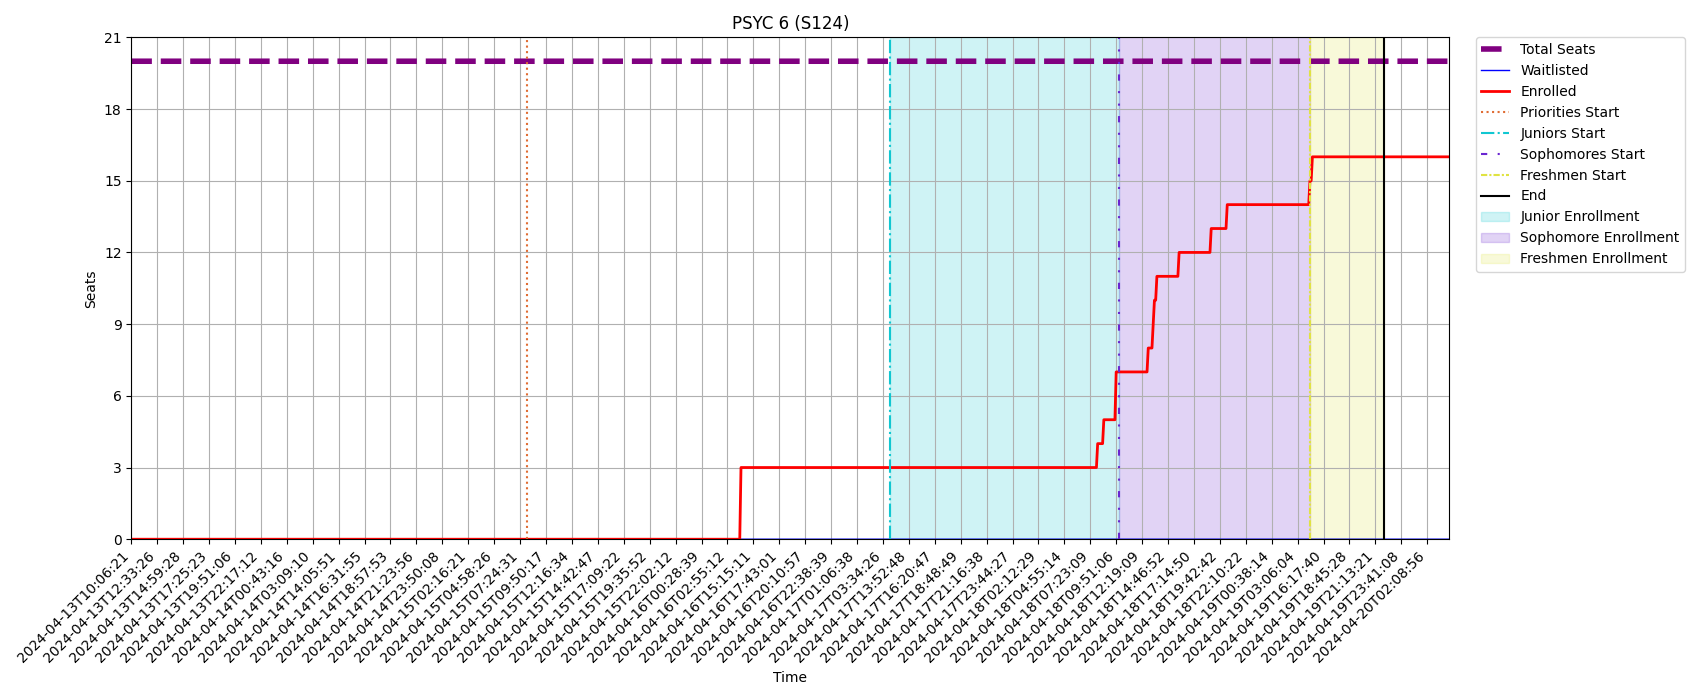 PSYC 6 (S124)
Seats
21
18
15
12
9
6
3
0
2024-04-13T10:06:21
2024-04-13T12:33:26
2024-04-13T14:59:28
2024-04-13T17:25:23
2024-04-13T19:51:06
2024-04-13T22:17:12
2024-04-14T00:43:16
2024-04-14T03:09:10
2024-04-14T14:05:51
2024-04-14T16:31:55
2024-04-14T18:57:53
2024-04-14T21:23:56
2024-04-14T23:50:08
2024-04-15T02:16:21
2024-04-15T04:58:26
2024-04-15T07:24:31
2024-04-15T09:50:17
2024-04-15T12:16:34
2024-04-15T14:42:47
2024-04-15T17:09:22
2024-04-15T19:35:52
2024-04-15T22:02:12
2024-04-16T00:28:39
2024-04-16T02:55:12
2024-04-16T15:15:11
2024-04-16T17:43:01
2024-04-16T20:10:57
2024-04-16T22:38:39
2024-04-17T01:06:38
2024-04-17T03:34:26
2024-04-17T13:52:48
2024-04-17T16:20:47
2024-04-17T18:48:49
2024-04-17T21:16:38
2024-04-17T23:44:27
2024-04-18T02:12:29
2024-04-18T04:55:14
2024-04-18T07:23:09
2024-04-18T09:51:06
2024-04-18T12:19:09
2024-04-18T14:46:52
2024-04-18T17:14:50
2024-04-18T19:42:42
2024-04-18T22:10:22
2024-04-19T00:38:14
2024-04-19T03:06:04
2024-04-19T16:17:40
2024-04-19T18:45:28
2024-04-19T21:13:21
2024-04-19T23:41:08
2024-04-20T02:08:56
Time
Total Seats
Waitlisted
Enrolled
Priorities Start
Juniors Start
Sophomores Start
Freshmen Start
End
Junior Enrollment
Sophomore Enrollment
Freshmen Enrollment